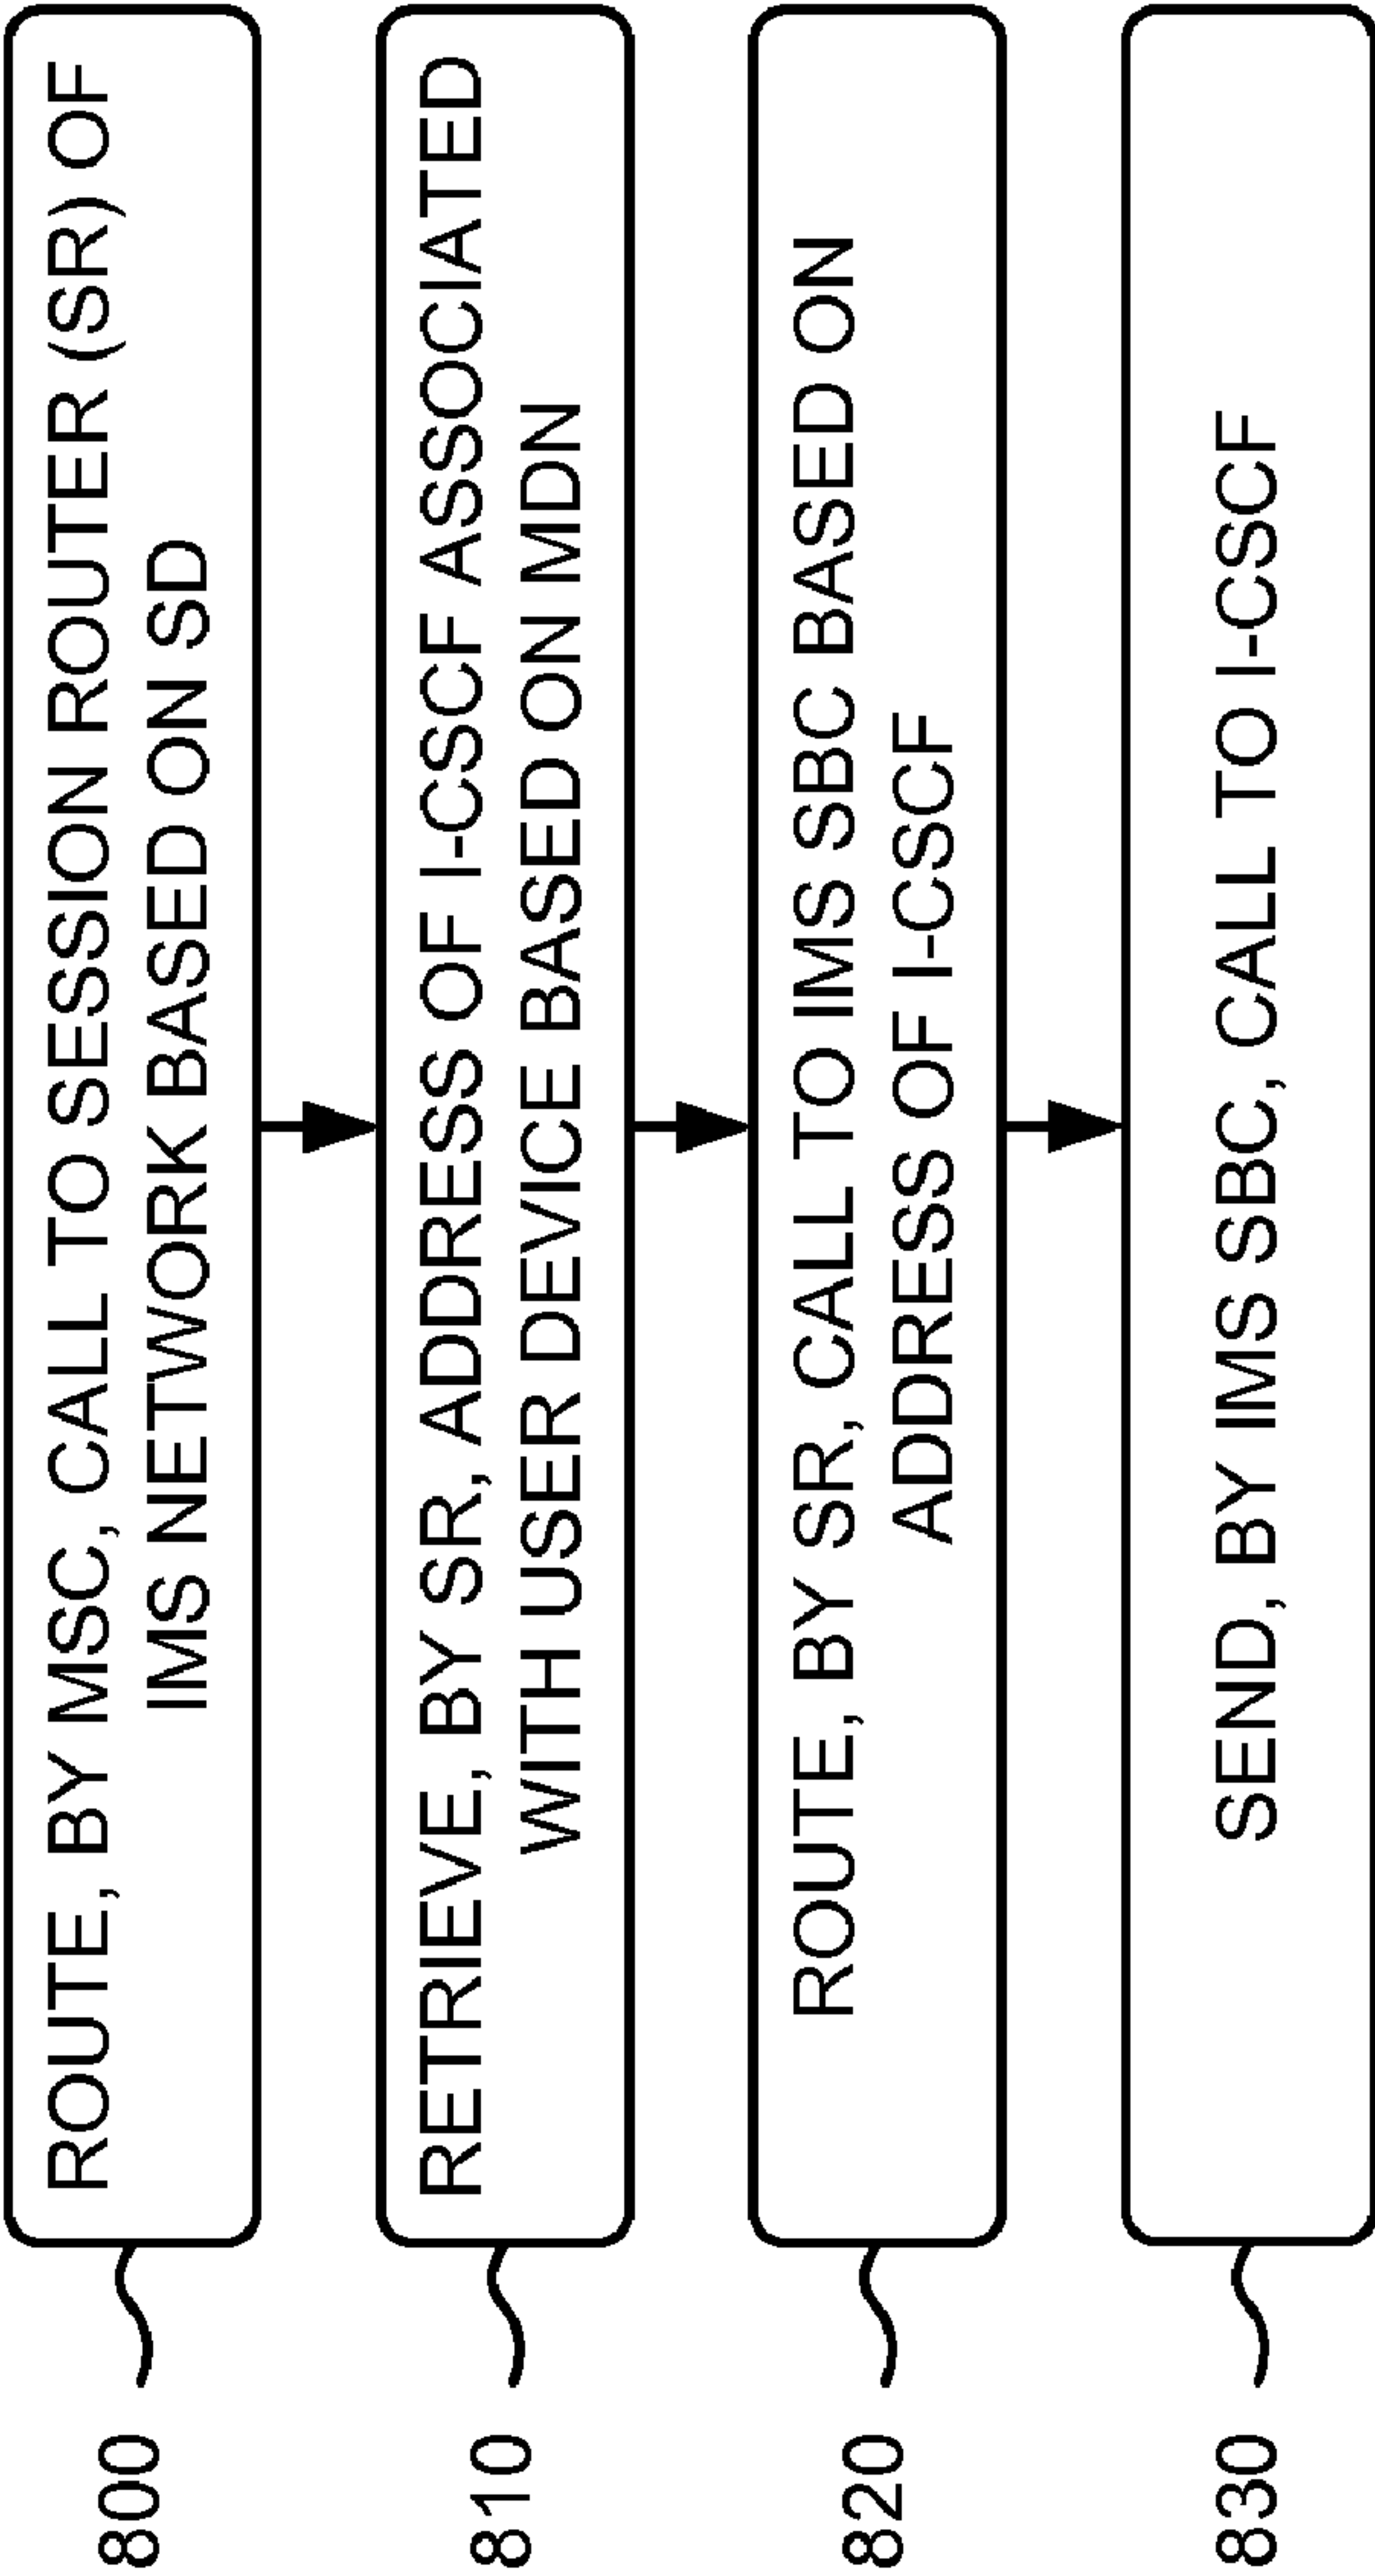 800
ROUTE, BY MSC, CALL TO SESSION ROUTER (SR) OF
IMS NETWORK BASED ON SD
810
RETRIEVE, BY SR, ADDRESS OF I-CSCF ASSOCIATED
WITH USER DEVICE BASED ON MDN
820
ROUTE, BY SR, CALL TO IMS SBC BASED ON
ADDRESS OF I-CSCF
830
SEND, BY IMS SBC, CALL TO I-CSCF